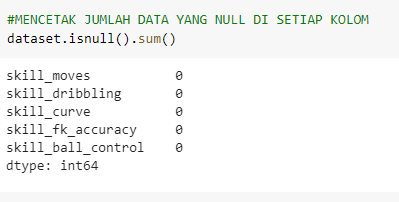 #MENCETAK JUMLAH DATA YANG NULL DI SETIAP KOLOM
dataset.isnull().sum()
skill_moves 0
skill_dribbling 0
skill_curve 0
skill_fk_accuracy 0
skill_ball_control 0
dtype: int64